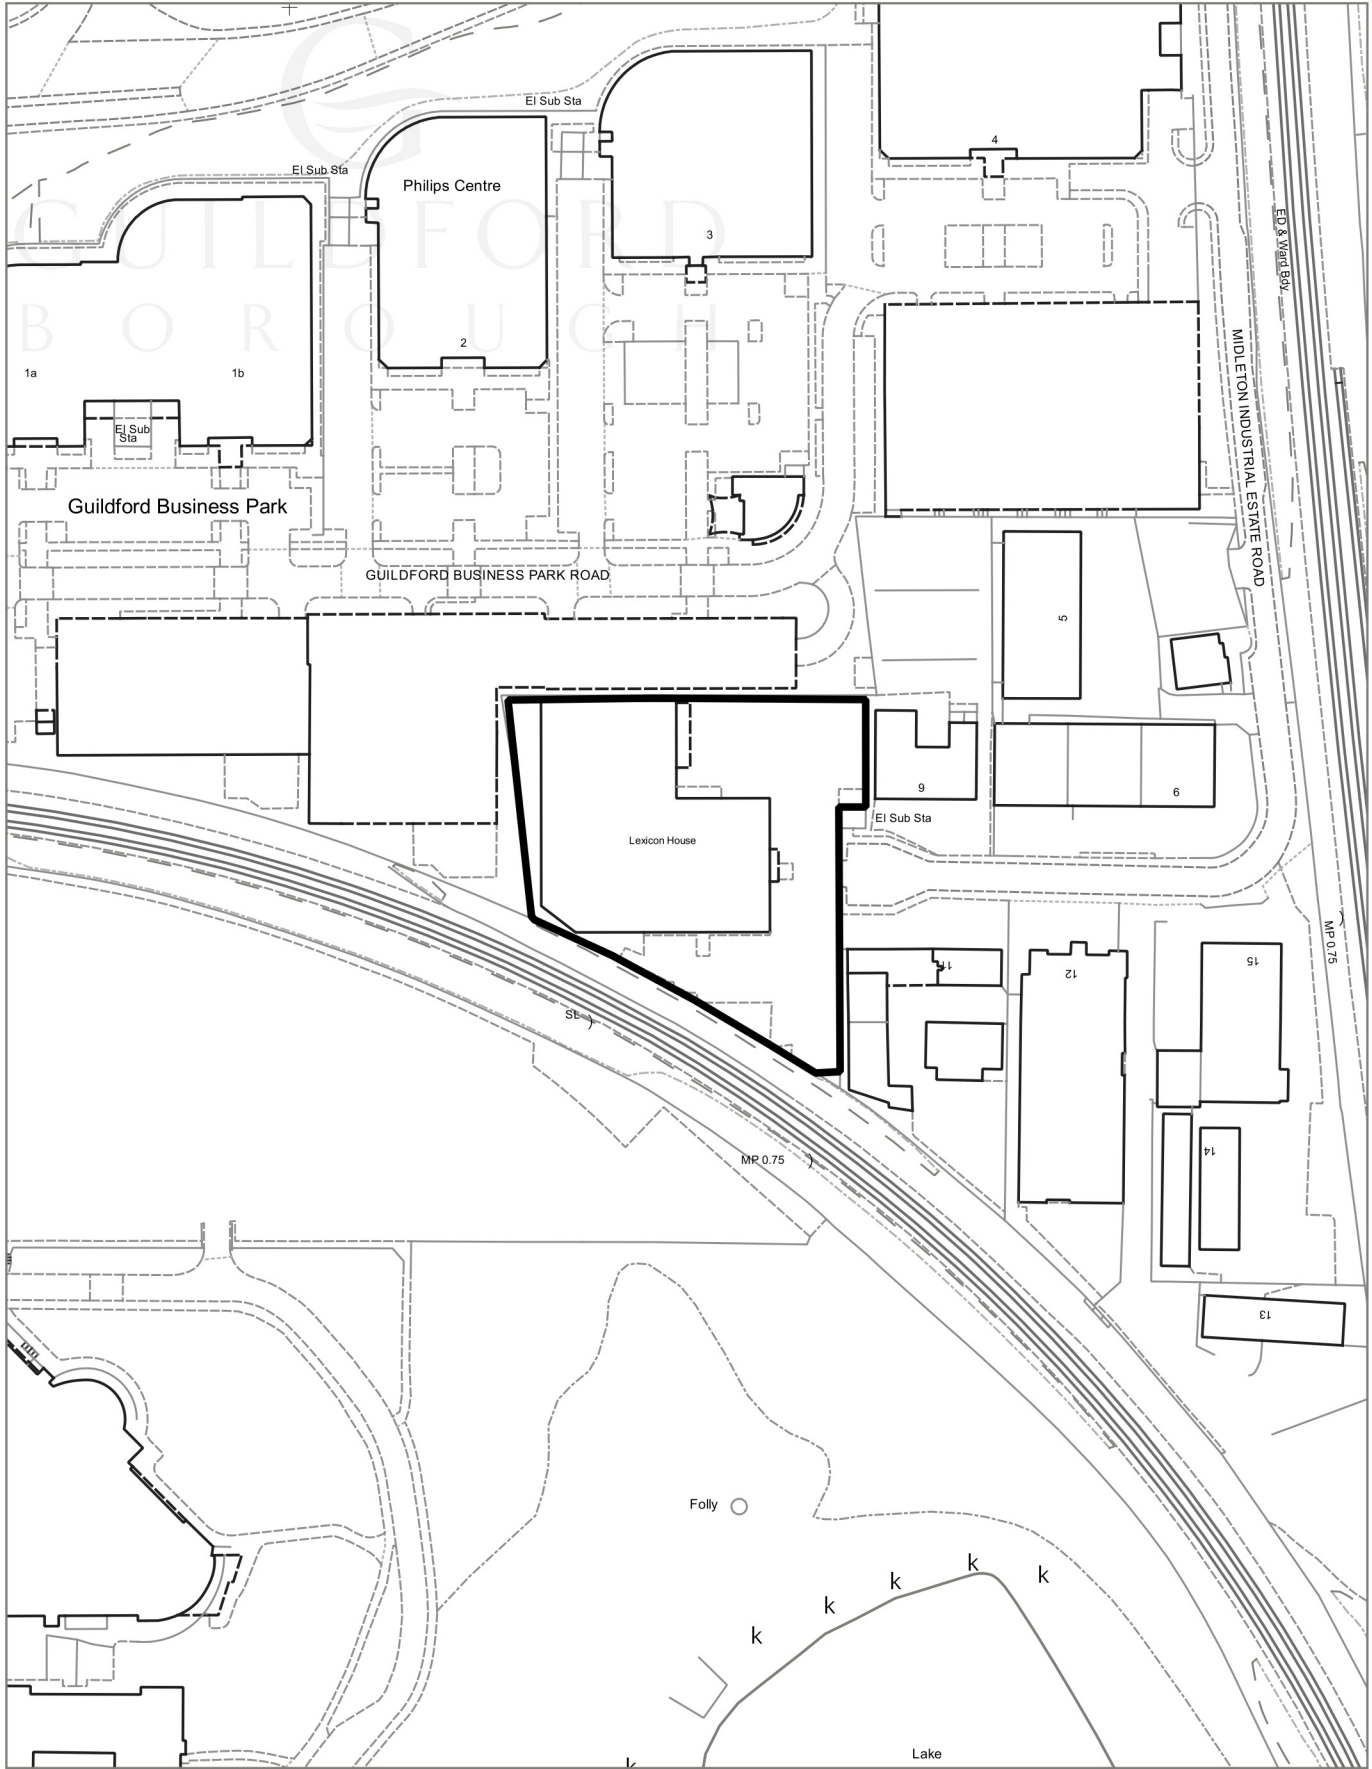 El Sub Sta
4
El Sub Sta
Philips Centre
GUILDFORD
BOROUGH
3
ED & Ward Bdy
2
1a
1b
MIDLETON INDUSTRIAL ESTATE ROAD
El Sub
Sta
Guildford Business Park
GUILDFORD BUSINESS PARK ROAD
5
9
6
El Sub Sta
Lexicon House
MP 0.75
11
12
15
SL
14
MP 0.75
13
Folly
k
k
k
k
k
Lake
k